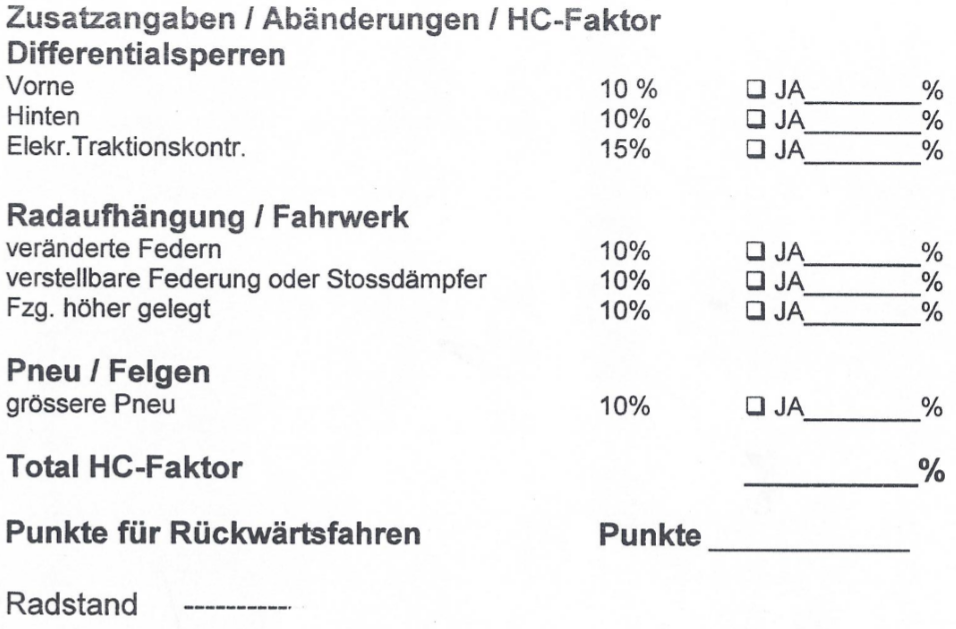 Zusatzangaben / Abänderungen / HC-Faktor
Differentialsperren
Vorne 10 % ❑ JA________%
Hinten 10% ❑ JA________%
Elekr.Traktionskontr. 15% ❑ JA________%
Radaufhängung / Fahrwerk
veränderte Federn 10% ❑ JA________%
verstellbare Federung oder Stossdämpfer 10% ❑ JA________%
Fzg. höher gelegt 10% ❑ JA________%
Pneu / Felgen
grössere Pneu 10% ❑ JA________%
Total HC-Faktor ____________%
Punkte für Rückwärtsfahren Punkte ______________
Radstand -----------